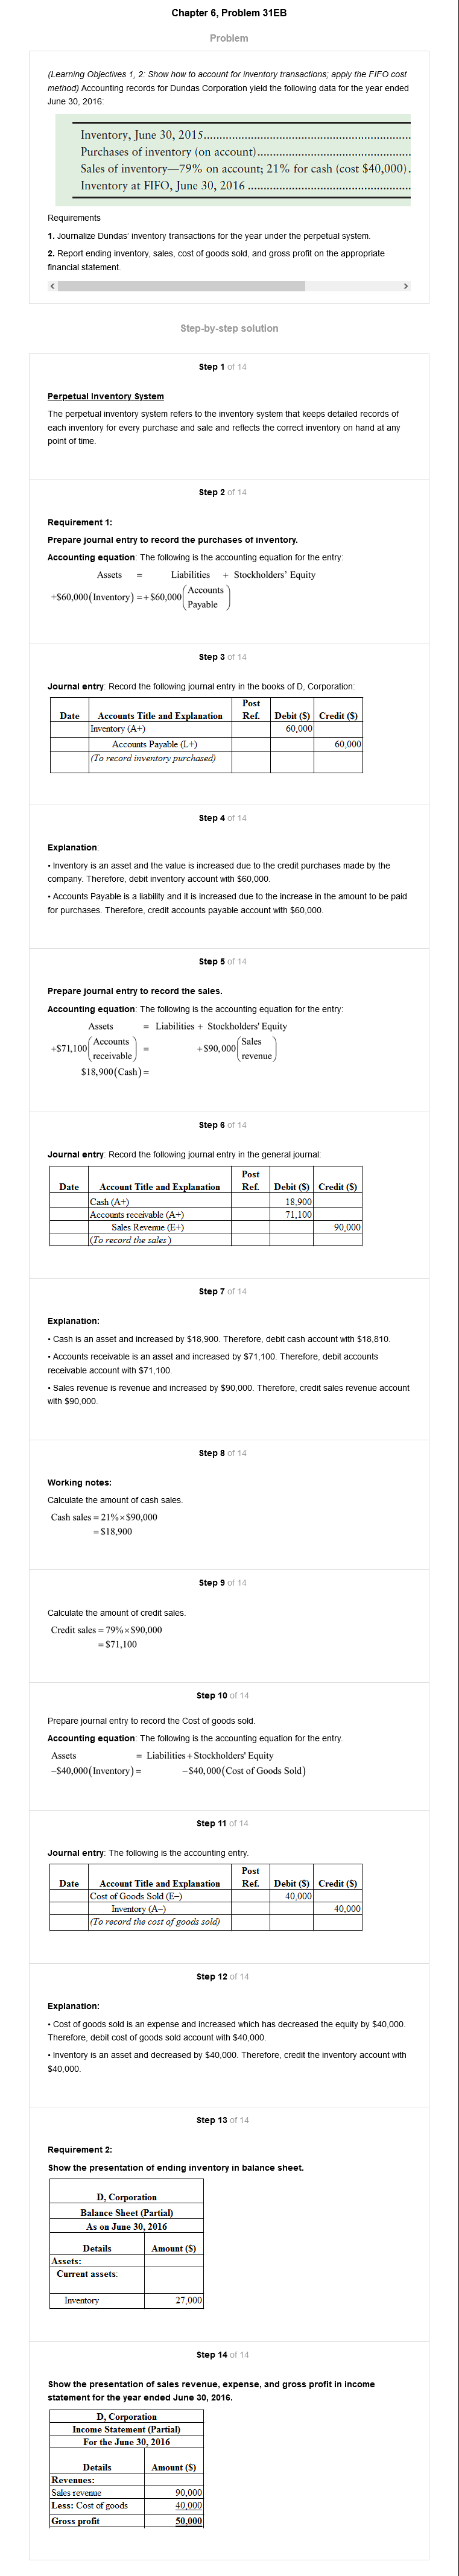 Chapter 6, Problem 31EB
Problem
(Learning Objectives 1, 2: Show how to account for inventory transactions; apply the FIFO cost
method) Accounting records for Dundas Corporation yield the following data for the year ended
June 30, 2016:
Inventory, June 30, 2015
Purchases of inventory (on account)
Sales of inventory—79% on account; 21% for cash (cost $40,000)
Inventory at FIFO, June 30, 2016
Requirements
1. Journalize Dundas' inventory transactions for the year under the perpetual system.
2. Report ending inventory, sales, cost of goods sold, and gross profit on the appropriate
financial statement.
Step-by-step solution
Step 1 of 14
Perpetual Inventory System
The perpetual inventory system refers to the inventory system that keeps detailed records of
each inventory for every purchase and sale and reflects the correct inventory on hand at any
point of time.
Step 2 of 14
Requirement 1:
Prepare journal entry to record the purchases of inventory.
Accounting equation: The following is the accounting equation for the entry:
Assets = Liabilities + Stockholders' Equity
+$60,000(Inventory) = +$60,000(Accounts
Payable)
Step 3 of 14
Journal entry: Record the following journal entry in the books of D, Corporation:
Post
Date Accounts Title and Explanation Ref. Debit ($) Credit ($)
Inventory (A+) 60,000
Accounts Payable (L+) 60,000
(To record inventory purchased)
Step 4 of 14
Explanation:
• Inventory is an asset and the value is increased due to the credit purchases made by the
company. Therefore, debit inventory account with $60,000.
• Accounts Payable is a liability and it is increased due to the increase in the amount to be paid
for purchases. Therefore, credit accounts payable account with $60,000.
Step 5 of 14
Prepare journal entry to record the sales.
Accounting equation: The following is the accounting equation for the entry:
Assets = Liabilities + Stockholders' Equity
+$71,100(Accounts receivable) = +$90,000(Sales revenue)
$18,900(Cash) =
Step 6 of 14
Journal entry: Record the following journal entry in the general journal:
Post
Date Account Title and Explanation Ref. Debit ($) Credit ($)
Cash (A+) 18,900
Accounts receivable (A+) 71,100
Sales Revenue (E+) 90,000
(To record the sales )
Step 7 of 14
Explanation:
• Cash is an asset and increased by $18,900. Therefore, debit cash account with $18,810.
• Accounts receivable is an asset and increased by $71,100. Therefore, debit accounts
receivable account with $71,100.
• Sales revenue is revenue and increased by $90,000. Therefore, credit sales revenue account
with $90,000.
Step 8 of 14
Working notes:
Calculate the amount of cash sales.
Cash sales = 21%×$90,000
= $18,900
Step 9 of 14
Calculate the amount of credit sales.
Credit sales = 79%×$90,000
= $71,100
Step 10 of 14
Prepare journal entry to record the Cost of goods sold.
Accounting equation: The following is the accounting equation for the entry.
Assets = Liabilities + Stockholders' Equity
−$40,000(Inventory) = −$40,000(Cost of Goods Sold)
Step 11 of 14
Journal entry: The following is the accounting entry.
Post
Date Account Title and Explanation Ref. Debit ($) Credit ($)
Cost of Goods Sold (E–) 40,000
Inventory (A–) 40,000
(To record the cost of goods sold)
Step 12 of 14
Explanation:
• Cost of goods sold is an expense and increased which has decreased the equity by $40,000.
Therefore, debit cost of goods sold account with $40,000.
• Inventory is an asset and decreased by $40,000. Therefore, credit the inventory account with
$40,000.
Step 13 of 14
Requirement 2:
Show the presentation of ending inventory in balance sheet.
D, Corporation
Balance Sheet (Partial)
As on June 30, 2016
Details Amount ($)
Assets:
Current assets:
Inventory 27,000
Step 14 of 14
Show the presentation of sales revenue, expense, and gross profit in income
statement for the year ended June 30, 2016.
D, Corporation
Income Statement (Partial)
For the June 30, 2016
Details Amount ($)
Revenues:
Sales revenue 90,000
Less: Cost of goods 40,000
Gross profit 50,000